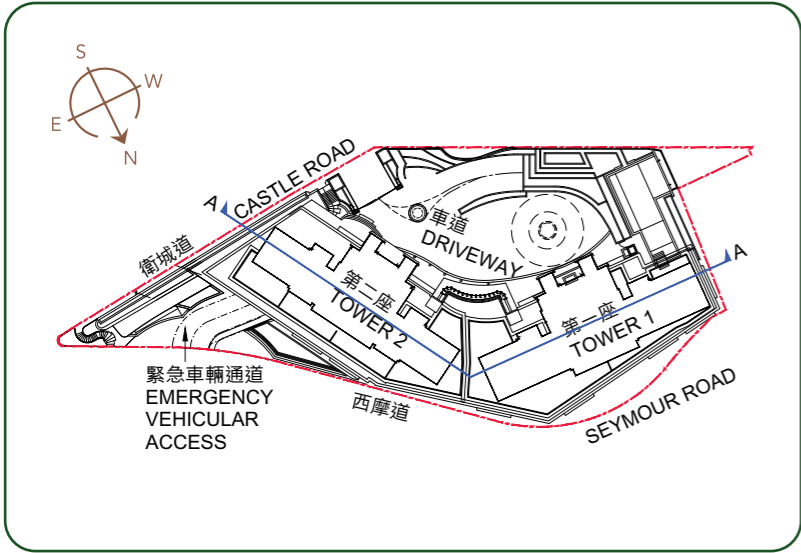 S
W
E
N
A
CASTLE ROAD
衛城道
車道
DRIVEWAY
A
第二座
TOWER 2
第一座
TOWER 1
緊急車輛通道
EMERGENCY
VEHICULAR
ACCESS
西摩道
SEYMOUR ROAD